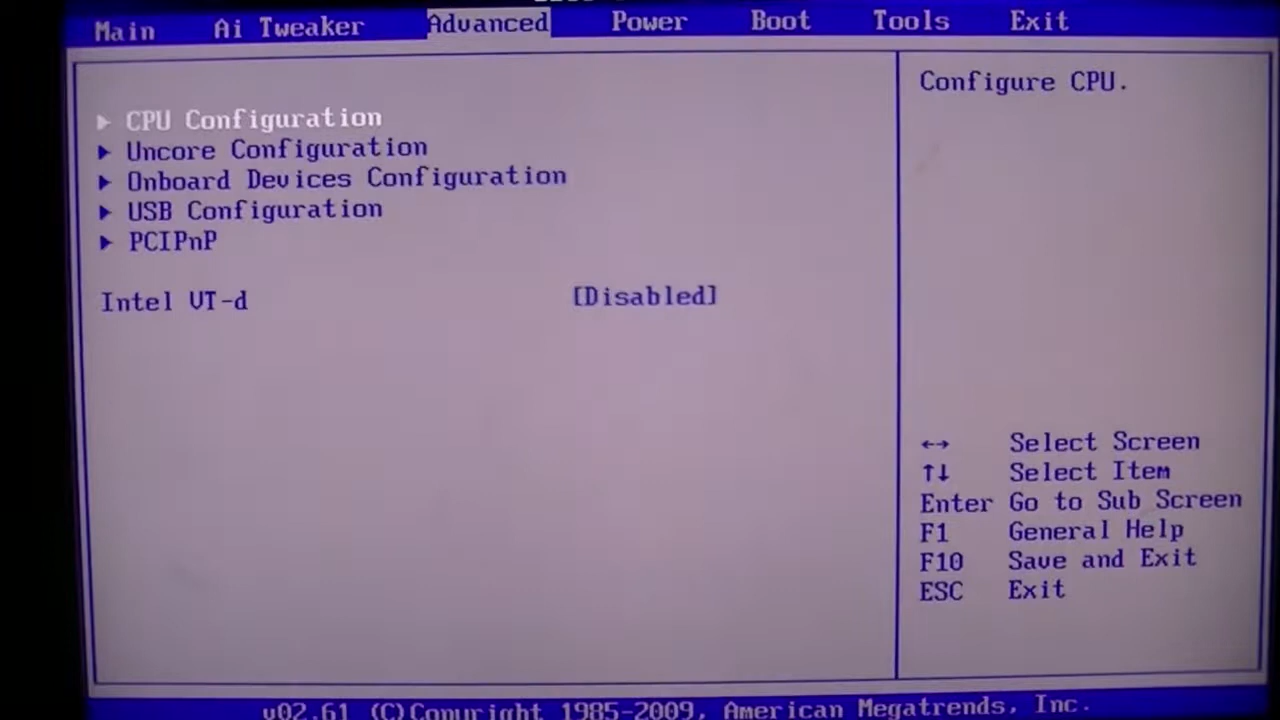 Main Ai Tweaker Advanced Power Boot Tools Exit
Configure CPU.
▶ CPU Configuration
▶ Uncore Configuration
▶ Onboard Devices Configuration
▶ USB Configuration
▶ PCIPnP
Intel VT-d [Disabled]
←→ Select Screen
↑↓ Select Item
Enter Go to Sub Screen
F1 General Help
F10 Save and Exit
ESC Exit
v02.61 (C)Copyright 1985-2009, American Megatrends, Inc.